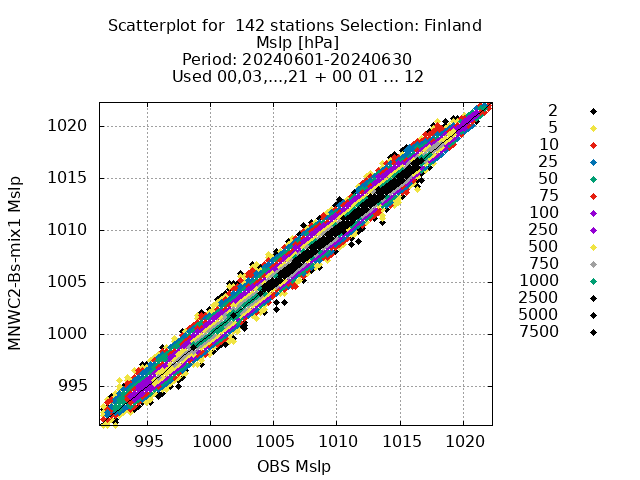 Scatterplot for  142 stations Selection: Finland
Mslp [hPa]
Period: 20240601-20240630
Used 00,03,...,21 + 00 01 ... 12
MNWC2-Bs-mix1 Mslp
1020
1015
1010
1005
1000
995
995 1000 1005 1010 1015 1020
OBS Mslp
2
5
10
25
50
75
100
250
500
750
1000
2500
5000
7500